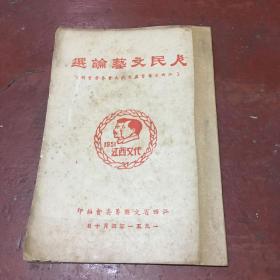 人民文藝論選
1951
江西文代
江西省文聯籌委會編印
一九五一年四月十日